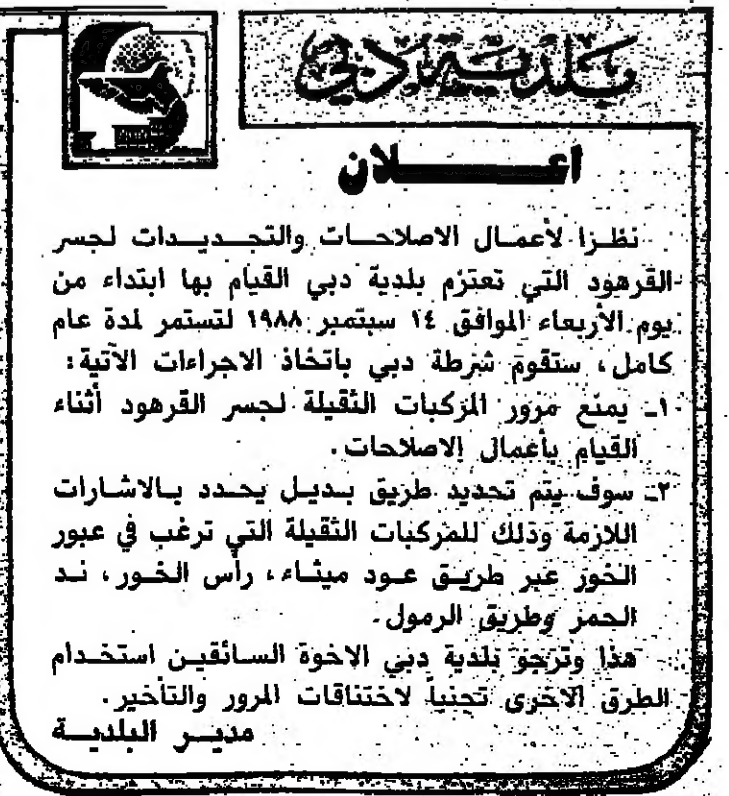 بلدية دبي
اعـــــلان
نظرا لأعمال الاصلاحات والتجديدات لجسر
القرهود التي تعتزم بلدية دبي القيام بها ابتداء من
يوم الأربعاء الموافق ١٤ سبتمبر ١٩٨٨ لتستمر لمدة عام
كامل، ستقوم شرطة دبي باتخاذ الاجراءات الآتية:
١ـ يمنع مرور المركبات الثقيلة لجسر القرهود أثناء
القيام بأعمال الاصلاحات.
٢ـ سوف يتم تحديد طريق بديل يحدد بالاشارات
اللازمة وذلك للمركبات الثقيلة التي ترغب في عبور
الخور عبر طريق عود ميثاء، رأس الخور، ند
الحمر وطريق الرمول.
هذا وترجو بلدية دبي الاخوة السائقين استخدام
الطرق الاخرى تجنباً لاختناقات المرور والتأخير.
مدير البلدية